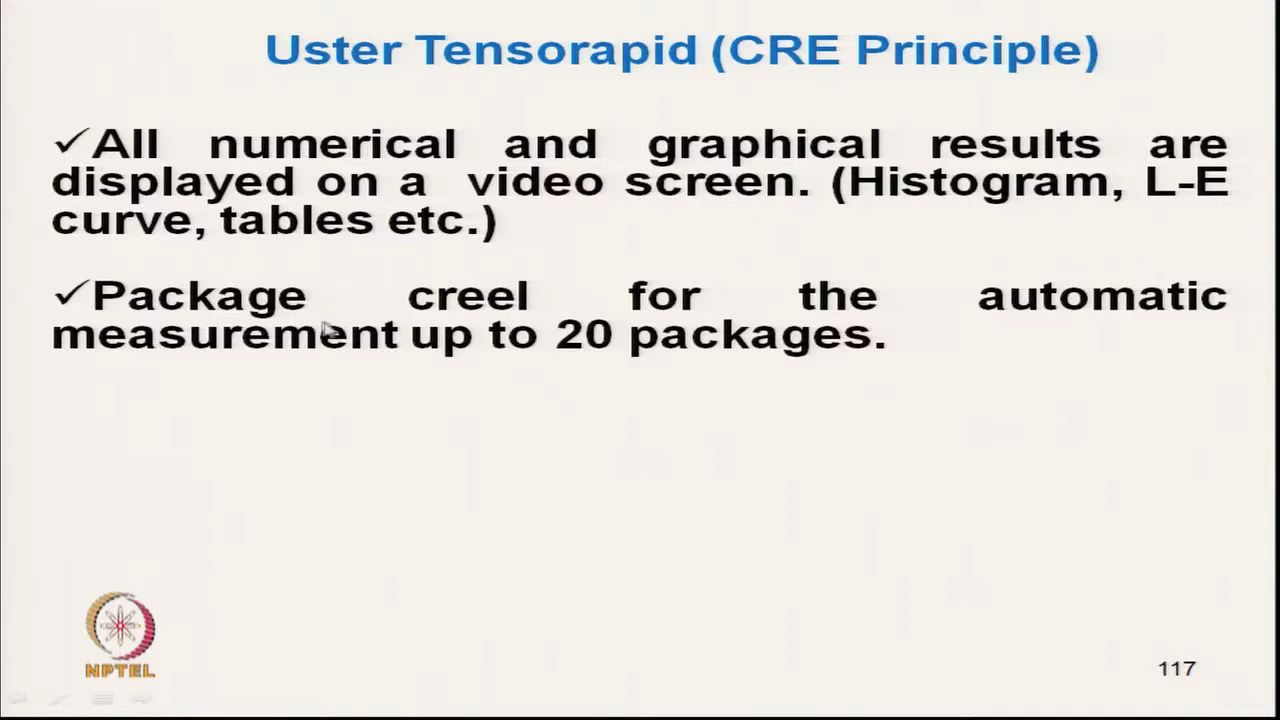 Uster Tensorapid (CRE Principle)
✓All numerical and graphical results are
displayed on a video screen. (Histogram, L-E
curve, tables etc.)
✓Package creel for the automatic
measurement up to 20 packages.
NPTEL
117